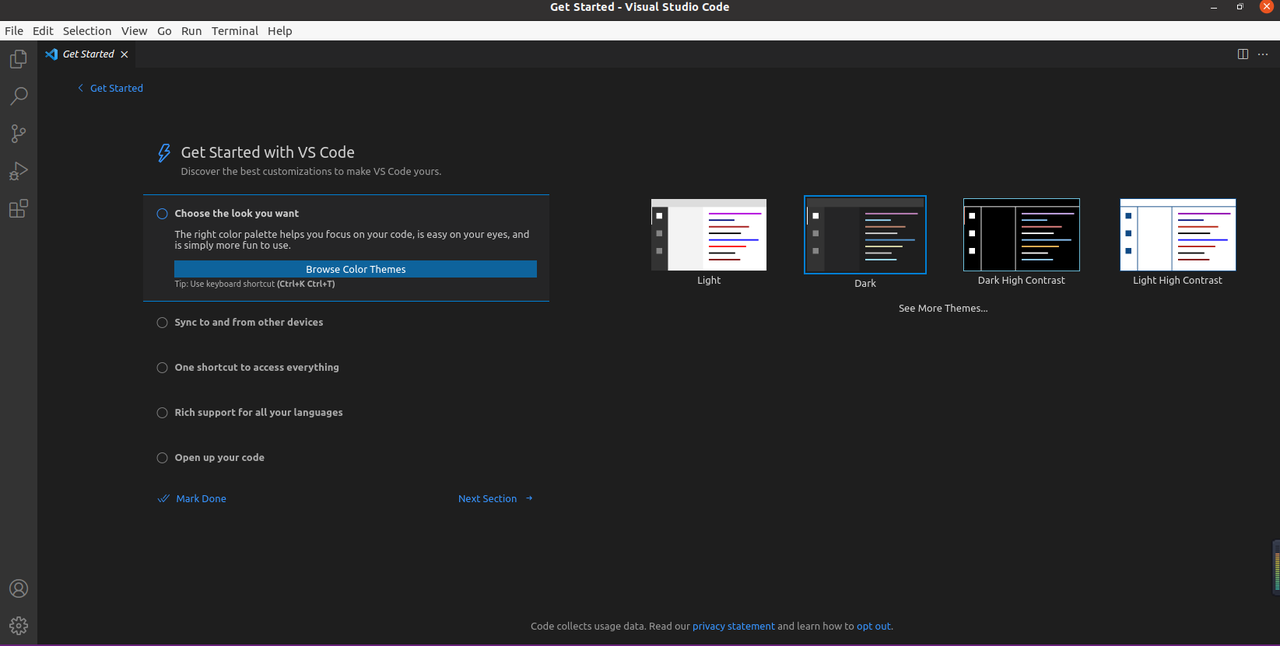 Get Started - Visual Studio Code
File Edit Selection View Go Run Terminal Help
Get Started
Get Started
Get Started with VS Code
Discover the best customizations to make VS Code yours.
Choose the look you want
The right color palette helps you focus on your code, is easy on your eyes, and
is simply more fun to use.
Browse Color Themes
Tip: Use keyboard shortcut (Ctrl+K Ctrl+T)
Sync to and from other devices
One shortcut to access everything
Rich support for all your languages
Open up your code
Mark Done
Next Section
Light
Dark
Dark High Contrast
Light High Contrast
See More Themes...
Code collects usage data. Read our privacy statement and learn how to opt out.